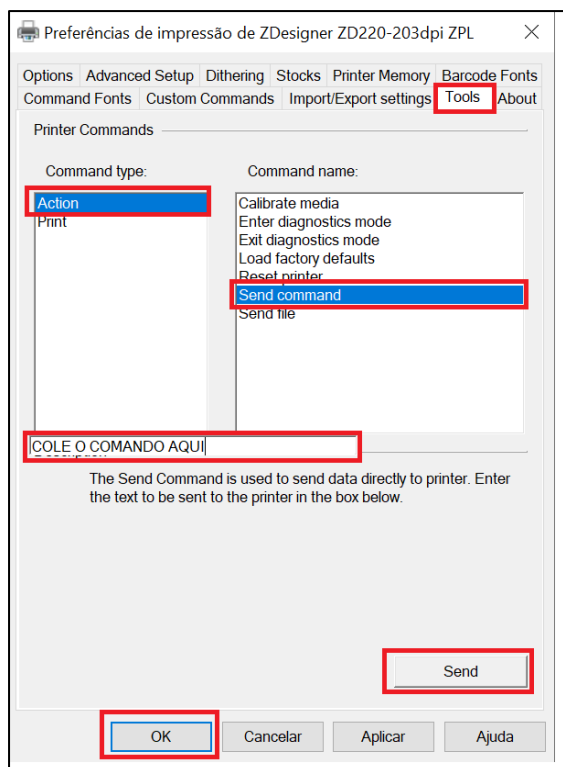 Preferências de impressão de ZDesigner ZD220-203dpi ZPL
Options Advanced Setup Dithering Stocks Printer Memory Barcode Fonts
Command Fonts Custom Commands Import/Export settings Tools About
Printer Commands
Command type: Command name:
Action Calibrate media
Print Enter diagnostics mode
Exit diagnostics mode
Load factory defaults
Reset printer
Send command
Send file
COLE O COMANDO AQUI
Description
The Send Command is used to send data directly to printer. Enter
the text to be sent to the printer in the box below.
Send
OK Cancelar Aplicar Ajuda